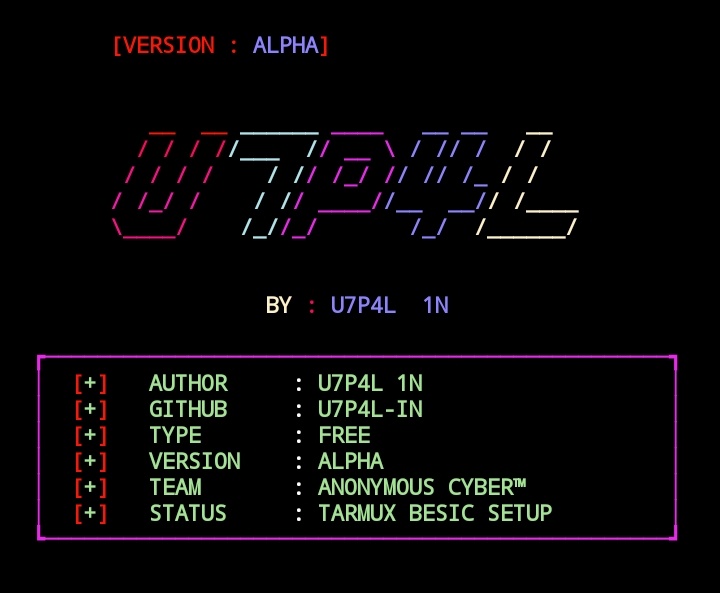 [VERSION : ALPHA]
U7P4L
BY : U7P4L 1N
[+] AUTHOR : U7P4L 1N
[+] GITHUB : U7P4L-IN
[+] TYPE : FREE
[+] VERSION : ALPHA
[+] TEAM : ANONYMOUS CYBER™
[+] STATUS : TARMUX BESIC SETUP